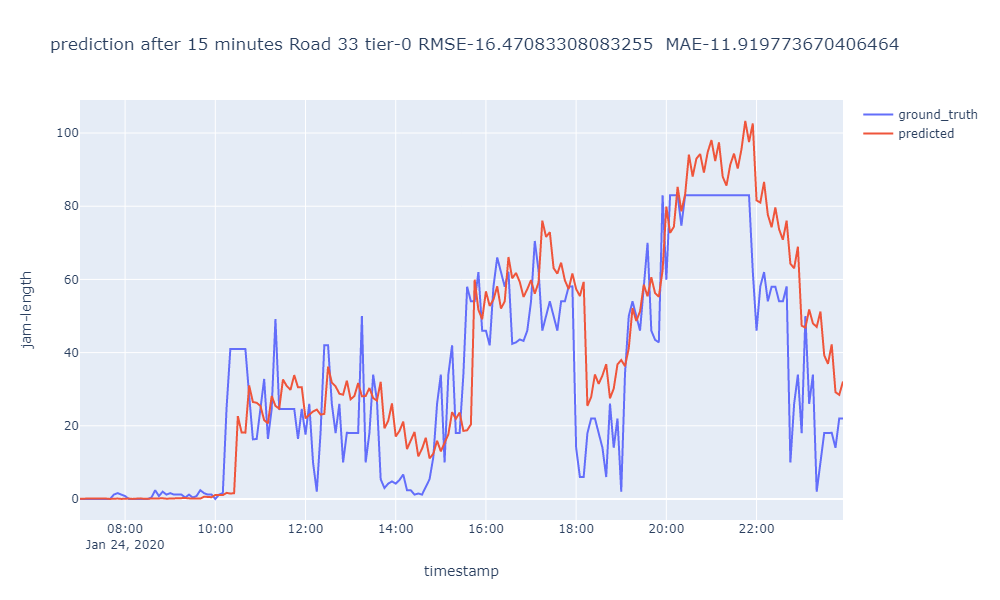 prediction after 15 minutes Road 33 tier-0 RMSE-16.47083308083255 MAE-11.919773670406464
ground_truth
predicted
100
80
60
40
20
0
jam-length
08:00 10:00 12:00 14:00 16:00 18:00 20:00 22:00
Jan 24, 2020
timestamp